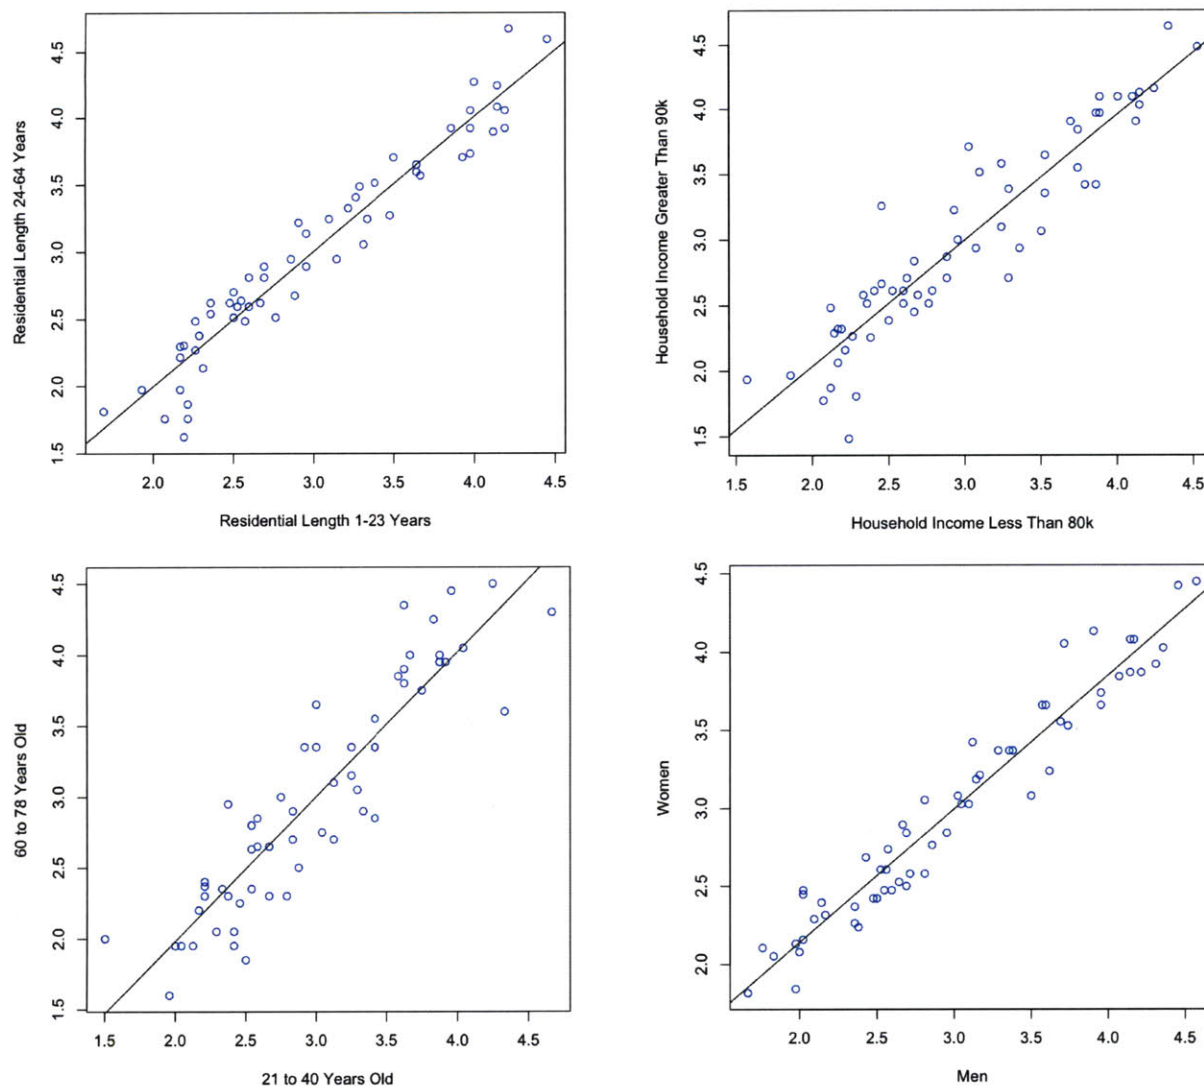 Residential Length 24-64 Years
4.5
4.0
3.5
3.0
2.5
2.0
1.5
2.0 2.5 3.0 3.5 4.0 4.5
Residential Length 1-23 Years
Household Income Greater Than 90k
4.5
4.0
3.5
3.0
2.5
2.0
1.5
1.5 2.0 2.5 3.0 3.5 4.0 4.5
Household Income Less Than 80k
60 to 78 Years Old
4.5
4.0
3.5
3.0
2.5
2.0
1.5
1.5 2.0 2.5 3.0 3.5 4.0 4.5
21 to 40 Years Old
Women
4.5
4.0
3.5
3.0
2.5
2.0
2.0 2.5 3.0 3.5 4.0 4.5
Men